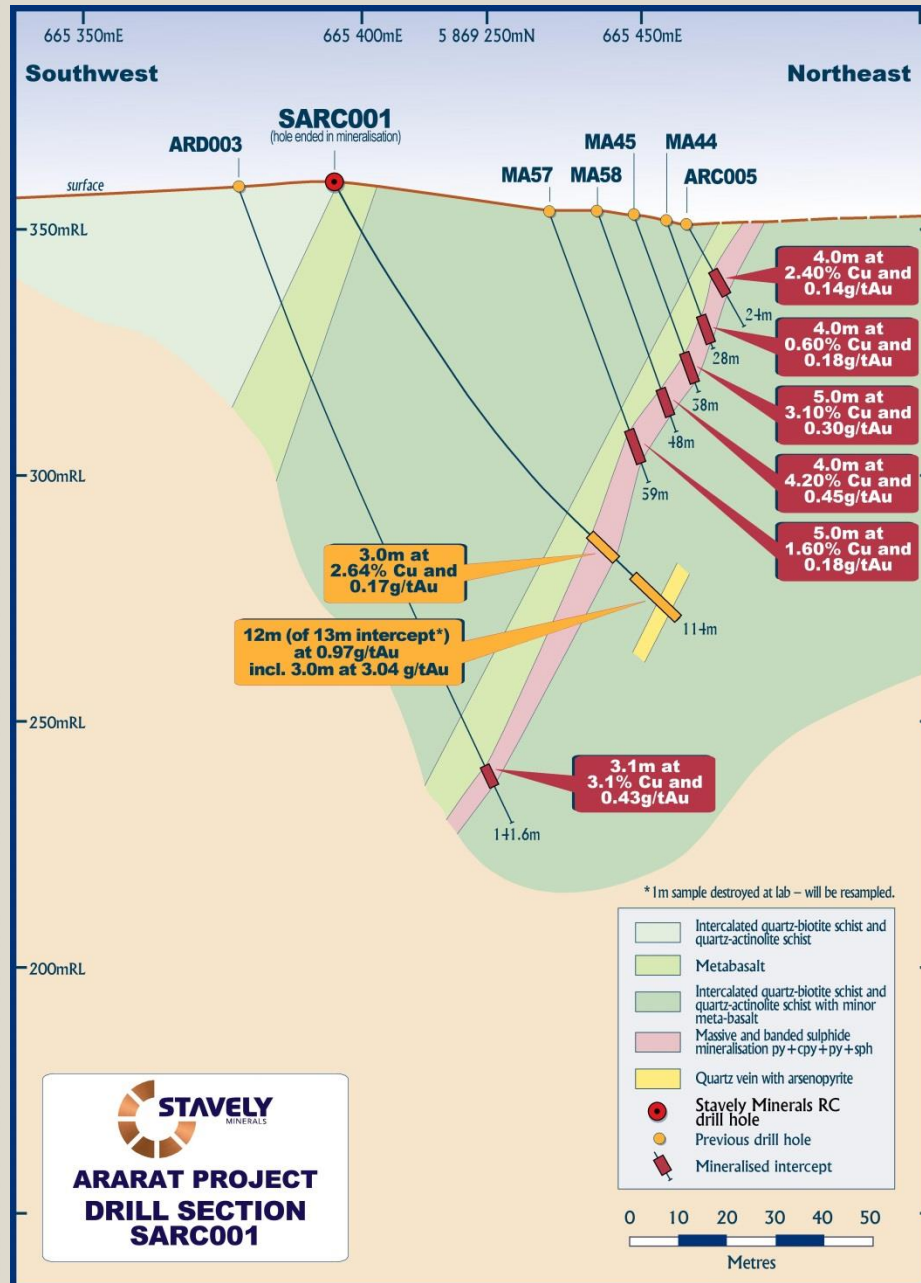 665 350mE
665 400mE
5 869 250mN
665 450mE
Southwest
Northeast
SARC001
(hole ended in mineralisation)
ARD003
MA45
MA44
MA57
MA58
ARC005
surface
350mRL
300mRL
250mRL
200mRL
4.0m at
2.40% Cu and
0.14g/tAu
24m
4.0m at
0.60% Cu and
0.18g/tAu
28m
5.0m at
3.10% Cu and
0.30g/tAu
38m
4.0m at
4.20% Cu and
0.45g/tAu
48m
5.0m at
1.60% Cu and
0.18g/tAu
59m
3.0m at
2.64% Cu and
0.17g/tAu
12m (of 13m intercept*)
at 0.97g/tAu
incl. 3.0m at 3.04 g/tAu
114m
3.1m at
3.1% Cu and
0.43g/tAu
141.6m
* 1m sample destroyed at lab – will be resampled.
Intercalated quartz-biotite schist and
quartz-actinolite schist
Metabasalt
Intercalated quartz-biotite schist and
quartz-actinolite schist with minor
meta-basalt
Massive and banded sulphide
mineralisation py+cpy+py+sph
Quartz vein with arsenopyrite
Stavely Minerals RC
drill hole
Previous drill hole
Mineralised intercept
0 10 20 30 40 50
Metres
STAVELY
MINERALS
ARARAT PROJECT
DRILL SECTION
SARC001